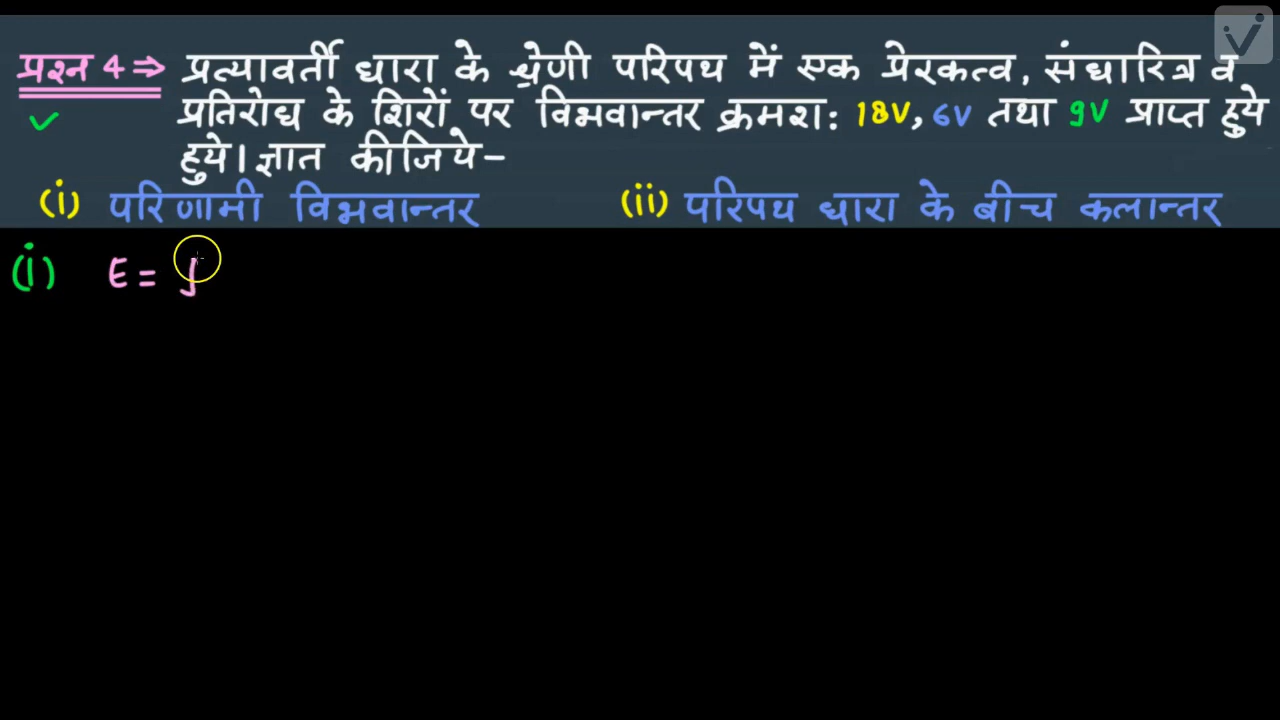 प्रश्न 4⇒ प्रत्यावर्ती धारा के श्रेणी परिपथ में एक प्रेरकत्व, संधारित्र व
प्रतिरोध के शिरों पर विभवान्तर क्रमश: 18V, 6V तथा 9V प्राप्त हुये
हुये। ज्ञात कीजिये-
(i) परिणामी विभवान्तर (ii) परिपथ धारा के बीच कलान्तर
(i) E =